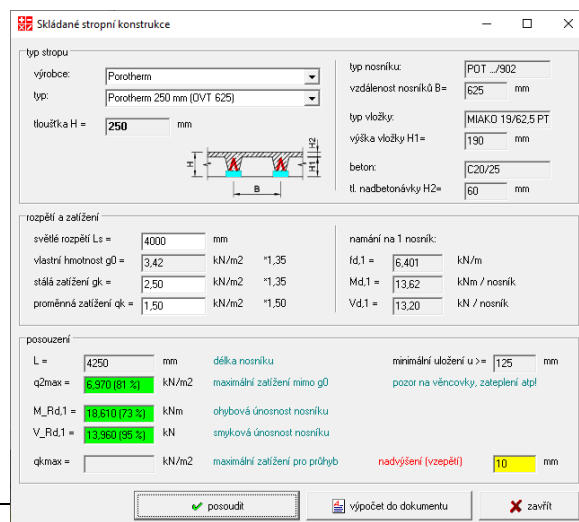 Skládané stropní konstrukce
typ stropu
výrobce: Porotherm
typ: Porotherm 250 mm (OVT 625)
tloušťka H = 250 mm
H H1 H2
B
typ nosníku: POT .../902
vzdálenost nosníků B= 625 mm
typ vložky: MIAKO 19/62,5 PT
výška vložky H1= 190 mm
beton: C20/25
tl. nadbetonávky H2= 60 mm
rozpětí a zatížení
světlé rozpětí Ls = 4000 mm
vlastní hmotnost g0 = 3,42 kN/m2 *1,35
stálá zatížení gk = 2,50 kN/m2 *1,35
proměnná zatížení qk = 1,50 kN/m2 *1,50
namání na 1 nosník:
fd,1 = 6,401 kN/m
Md,1 = 13,62 kNm / nosník
Vd,1 = 13,20 kN / nosník
posouzení
L = 4250 mm délka nosníku minimální uložení u >= 125 mm
q2max = 6,970 (81 %) kN/m2 maximální zatížení mimo g0 pozor na věncovky, zateplení atp!
M_Rd,1 = 18,610 (73 %) kNm ohybová únosnost nosníku
V_Rd,1 = 13,960 (95 %) kN smyková únosnost nosníku
qkmax = kN/m2 maximální zatížení pro průhyb nadvýšení (vzepětí) 10 mm
posoudit výpočet do dokumentu zavřít